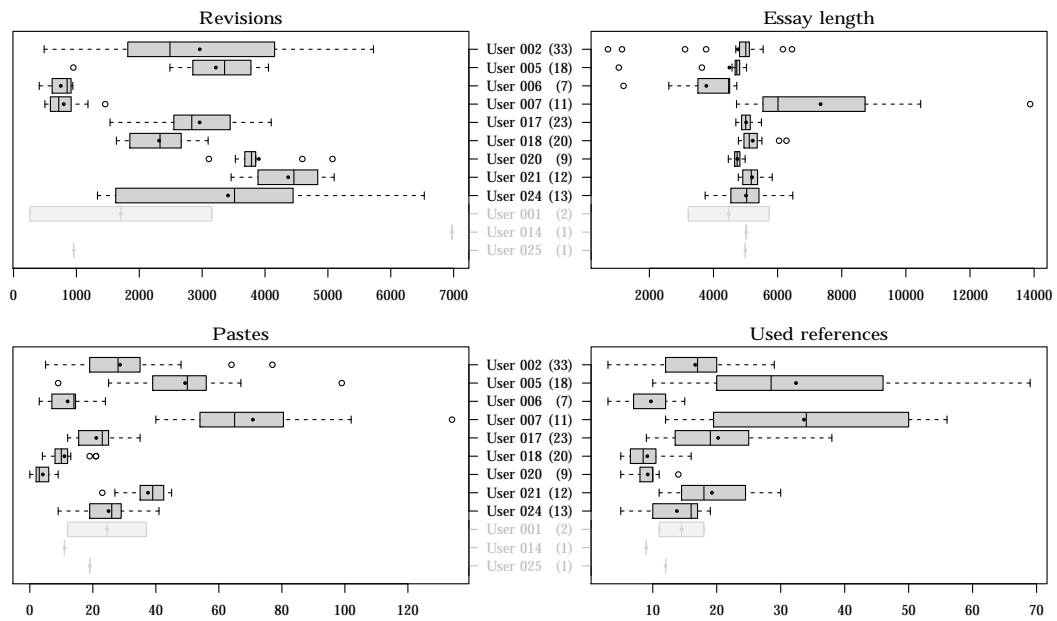 Revisions
Essay length
User 002 (33)
User 005 (18)
User 006 (7)
User 007 (11)
User 017 (23)
User 018 (20)
User 020 (9)
User 021 (12)
User 024 (13)
User 001 (2)
User 014 (1)
User 025 (1)
0 1000 2000 3000 4000 5000 6000 7000
2000 4000 6000 8000 10000 12000 14000
Pastes
Used references
User 002 (33)
User 005 (18)
User 006 (7)
User 007 (11)
User 017 (23)
User 018 (20)
User 020 (9)
User 021 (12)
User 024 (13)
User 001 (2)
User 014 (1)
User 025 (1)
0 20 40 60 80 100 120
10 20 30 40 50 60 70